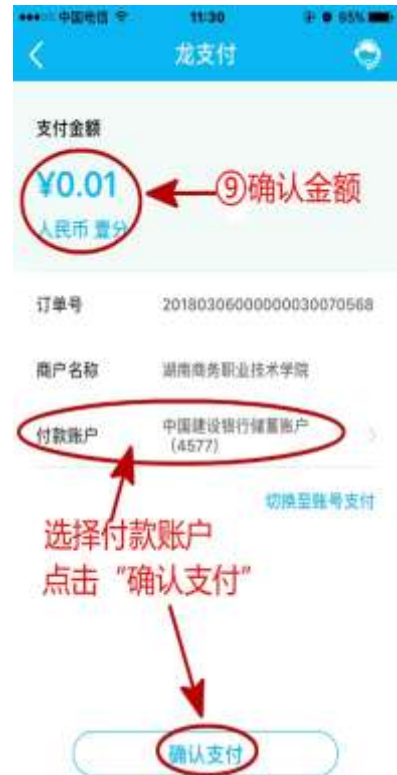 中国电信 11:30 65%
龙支付
支付金额
¥0.01
⑨确认金额
人民币 壹分
订单号 20180306000000030070568
商户名称 湖南商务职业技术学院
付款账户 中国建设银行储蓄账户
(4577)
切换至账号支付
选择付款账户
点击“确认支付”
确认支付